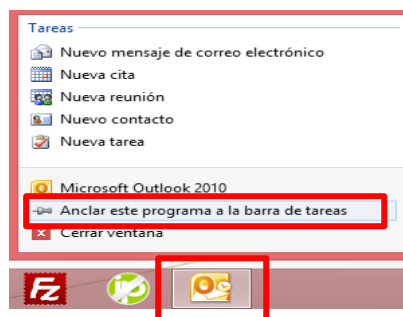 Tareas
Nuevo mensaje de correo electrónico
Nueva cita
Nueva reunión
Nuevo contacto
Nueva tarea
Microsoft Outlook 2010
Anclar este programa a la barra de tareas
Cerrar ventana
Fz